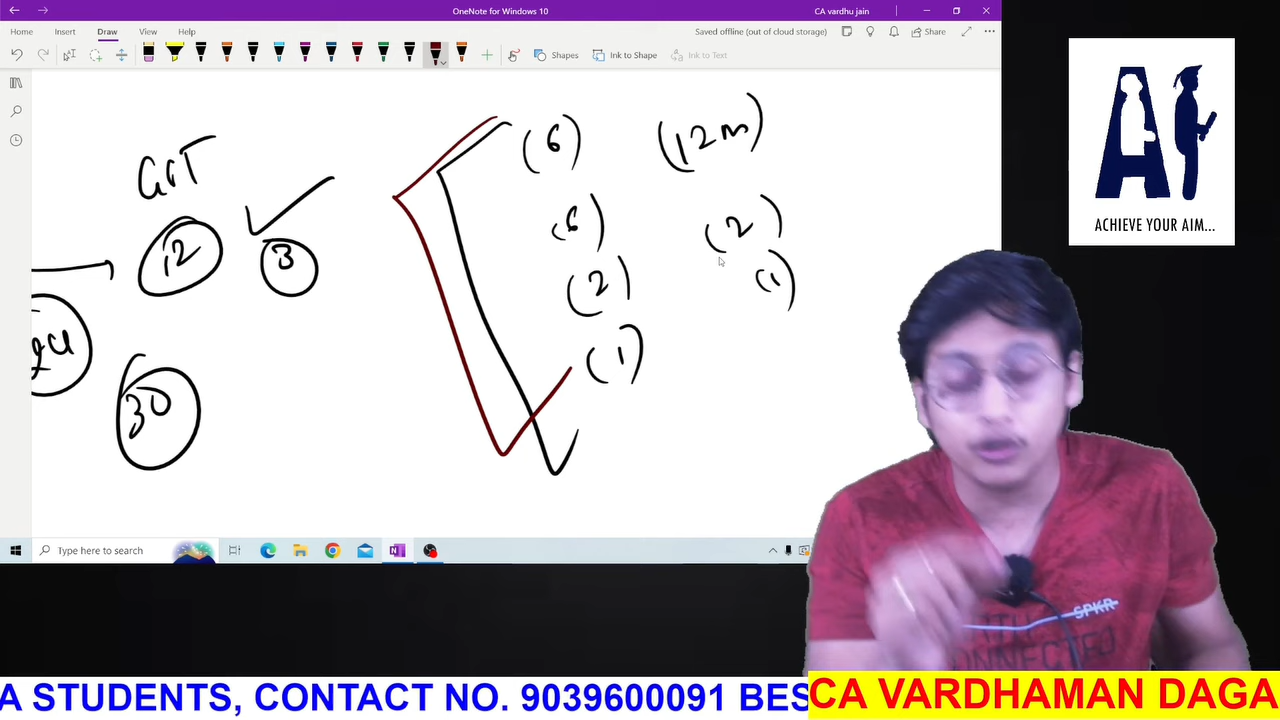 OneNote for Windows 10
CA vardhu jain
Home Insert Draw View Help
Saved offline (out of cloud storage)
Share
Shapes
Ink to Shape
Ink to Text
(6) (12m)
GST
12 3
(6) (2)
(2) (1)
(1)
30
ACHIEVE YOUR AIM...
Type here to search
SPKR
CONNECTED
A STUDENTS, CONTACT NO. 9039600091 BES
CA VARDHAMAN DAGA